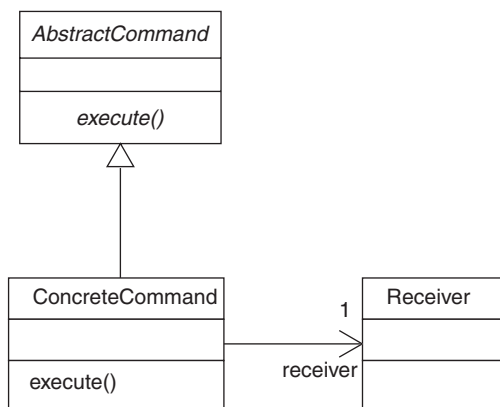 AbstractCommand
execute()
ConcreteCommand
execute()
1
receiver
Receiver